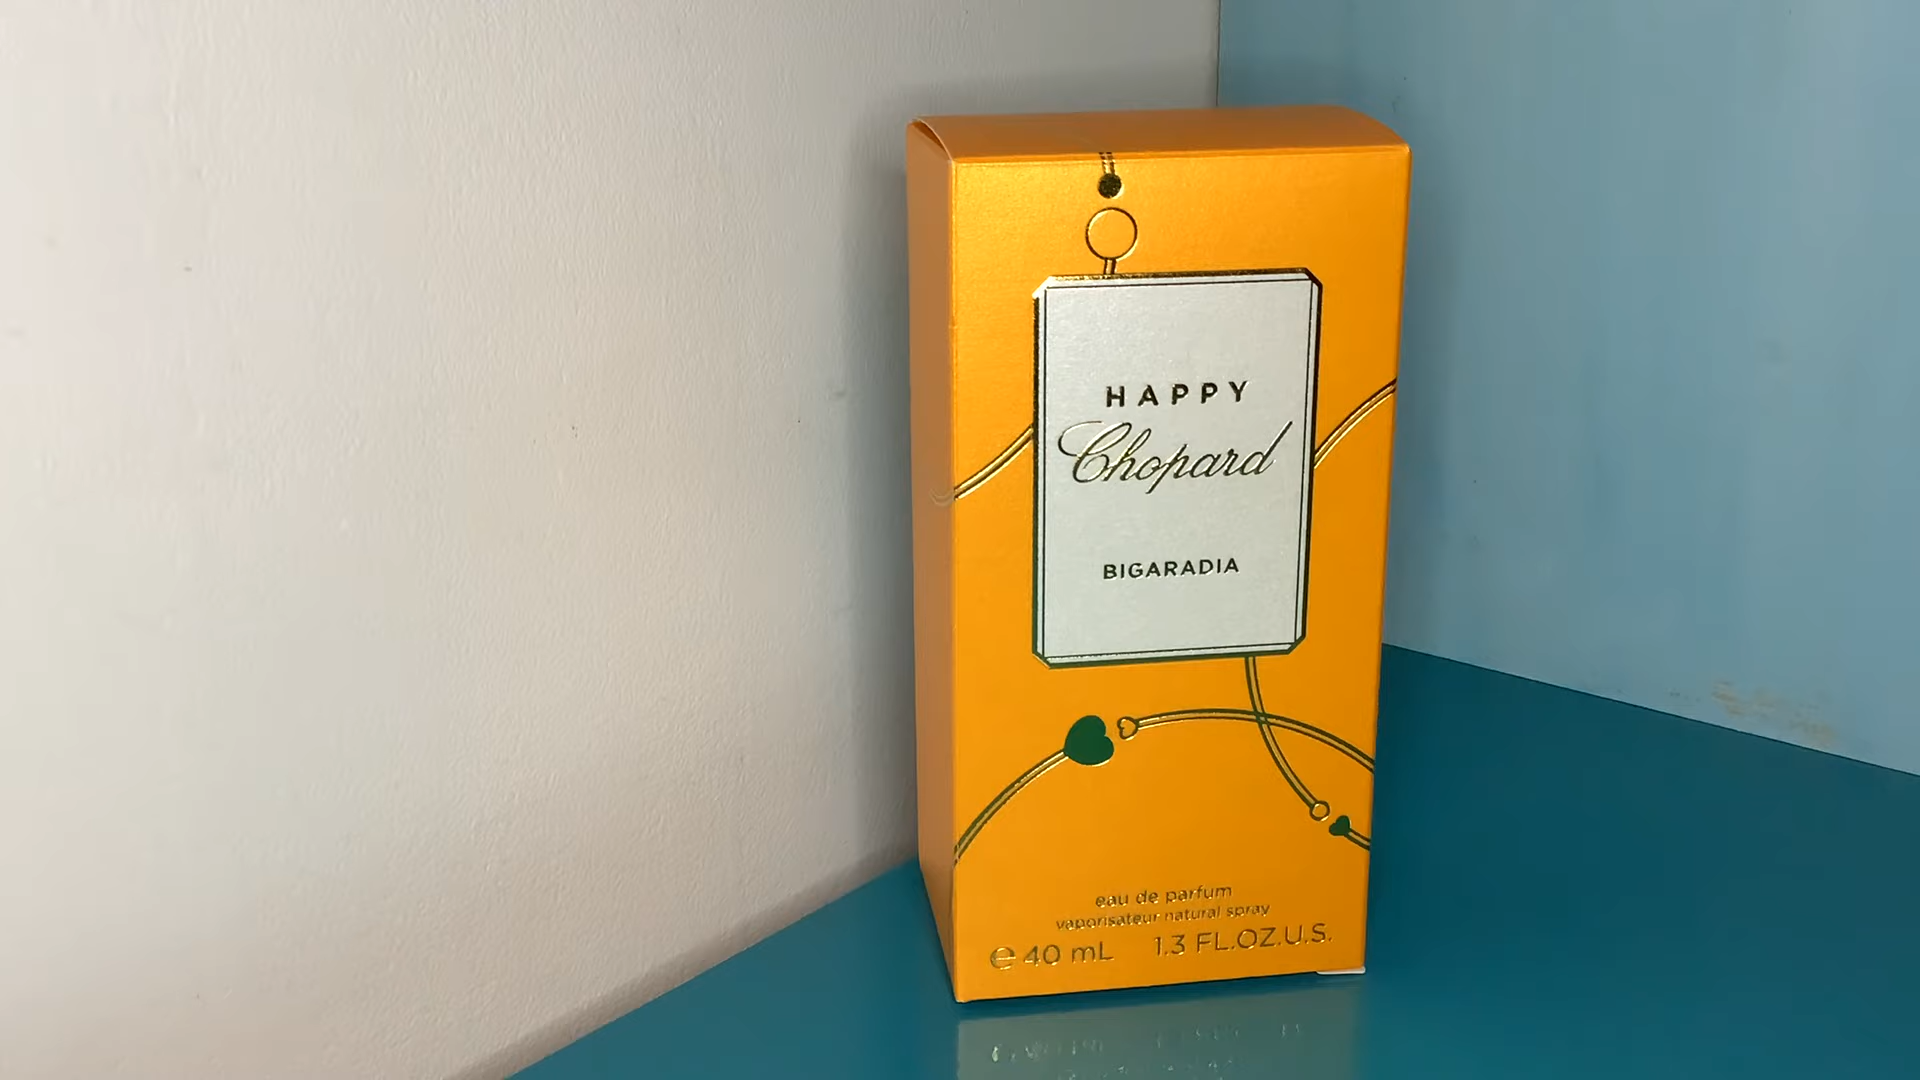 HAPPY
Chopard
BIGARADIA
eau de parfum
vaporisateur natural spray
℮ 40 mL 1.3 FL.OZ.U.S.